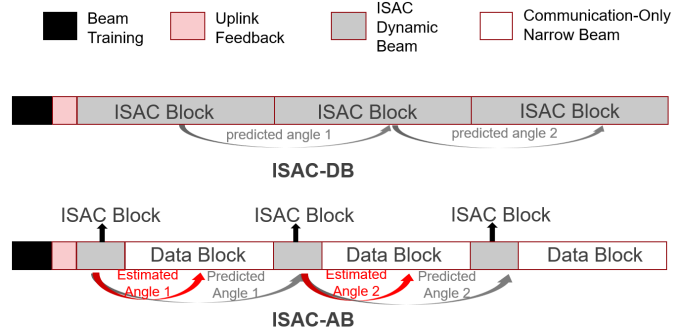 Beam
Training
Uplink
Feedback
ISAC
Dynamic
Beam
Communication-Only
Narrow Beam
ISAC Block
ISAC Block
ISAC Block
predicted angle 1
predicted angle 2
ISAC-DB
ISAC Block
ISAC Block
ISAC Block
Data Block
Data Block
Data Block
Estimated
Angle 1
Predicted
Angle 1
Estimated
Angle 2
Predicted
Angle 2
ISAC-AB